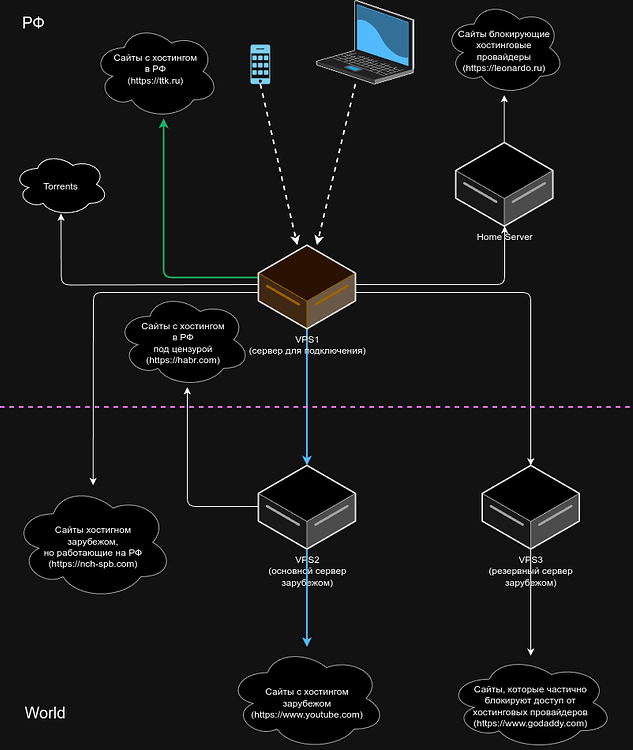 РФ
Сайты с хостингом
в РФ
(https://ttk.ru)
Сайты блокирующие
хостинговые
провайдеры
(https://leonardo.ru)
Torrents
Home Server
VPS1
(сервер для подключения)
Сайты с хостингом
в РФ
под цензурой
(https://habr.com)
Сайты хостигном
зарубежом,
но работающие на РФ
(https://nch-spb.com)
VPS2
(основной сервер
зарубежом)
VPS3
(резервный сервер
зарубежом)
Сайты с хостингом
зарубежом
(https://www.youtube.com)
Сайты, которые частично
блокируют доступ от
хостинговых провайдеров
(https://www.godaddy.com)
World